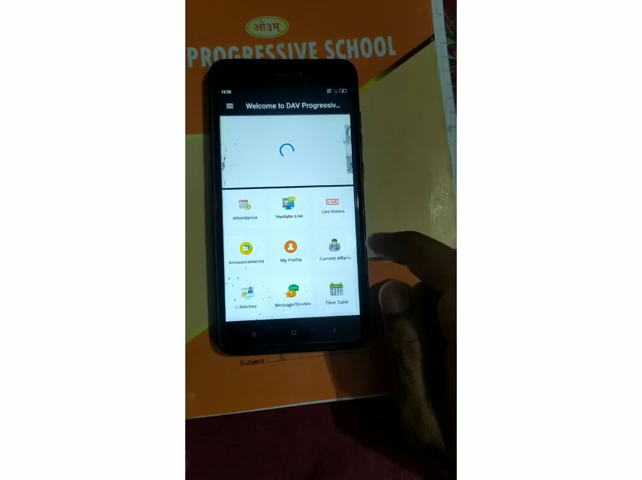 ओ३म्
PROGRESSIVE SCHOOL
Welcome to DAV Progressiv...
Attendance
Youtube Live
Live Videos
Announcements
My Profile
Current Affairs
Batches
Message/Doubts
Time Table
Subject